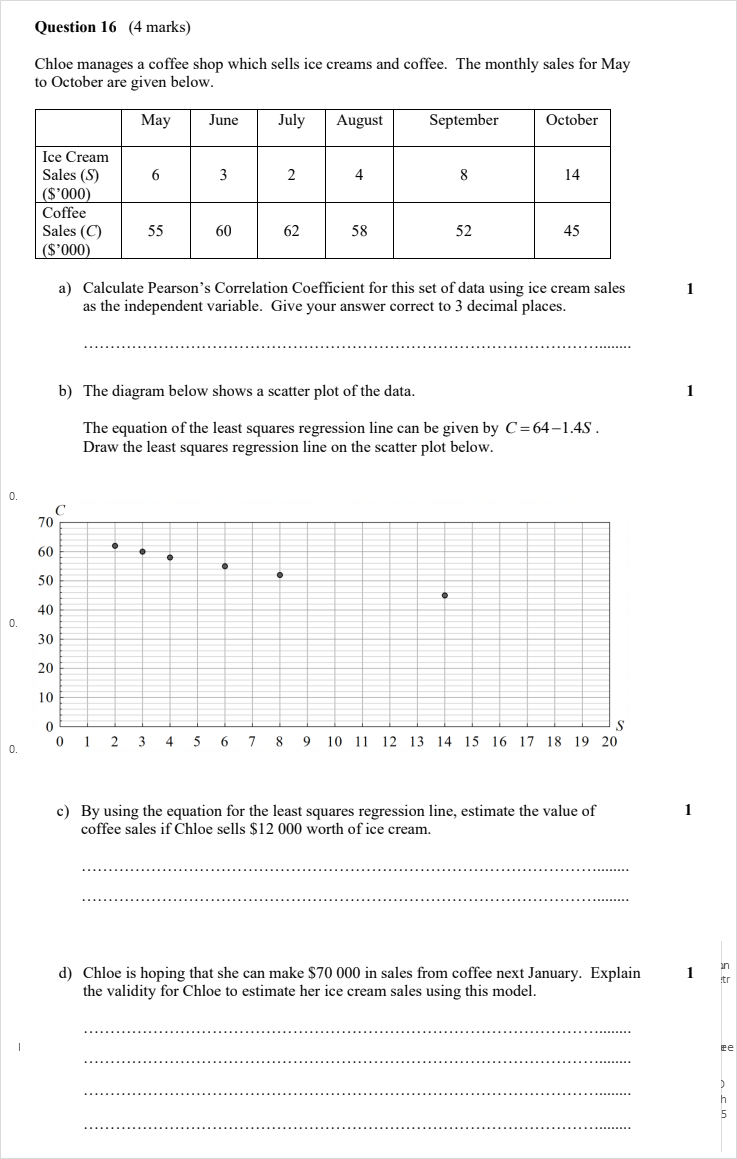 Question 16 (4 marks)
Chloe manages a coffee shop which sells ice creams and coffee. The monthly sales for May
to October are given below.
May June July August September October
Ice Cream
Sales (S)
($'000)
6 3 2 4 8 14
Coffee
Sales (C)
($'000)
55 60 62 58 52 45
a) Calculate Pearson's Correlation Coefficient for this set of data using ice cream sales 1
as the independent variable. Give your answer correct to 3 decimal places.
b) The diagram below shows a scatter plot of the data. 1
The equation of the least squares regression line can be given by C = 64 – 1.4S .
Draw the least squares regression line on the scatter plot below.
0.
C
70
60
50
40
0.
30
20
10
0
S
0 1 2 3 4 5 6 7 8 9 10 11 12 13 14 15 16 17 18 19 20
0.
c) By using the equation for the least squares regression line, estimate the value of 1
coffee sales if Chloe sells $12 000 worth of ice cream.
d) Chloe is hoping that she can make $70 000 in sales from coffee next January. Explain 1
the validity for Chloe to estimate her ice cream sales using this model.